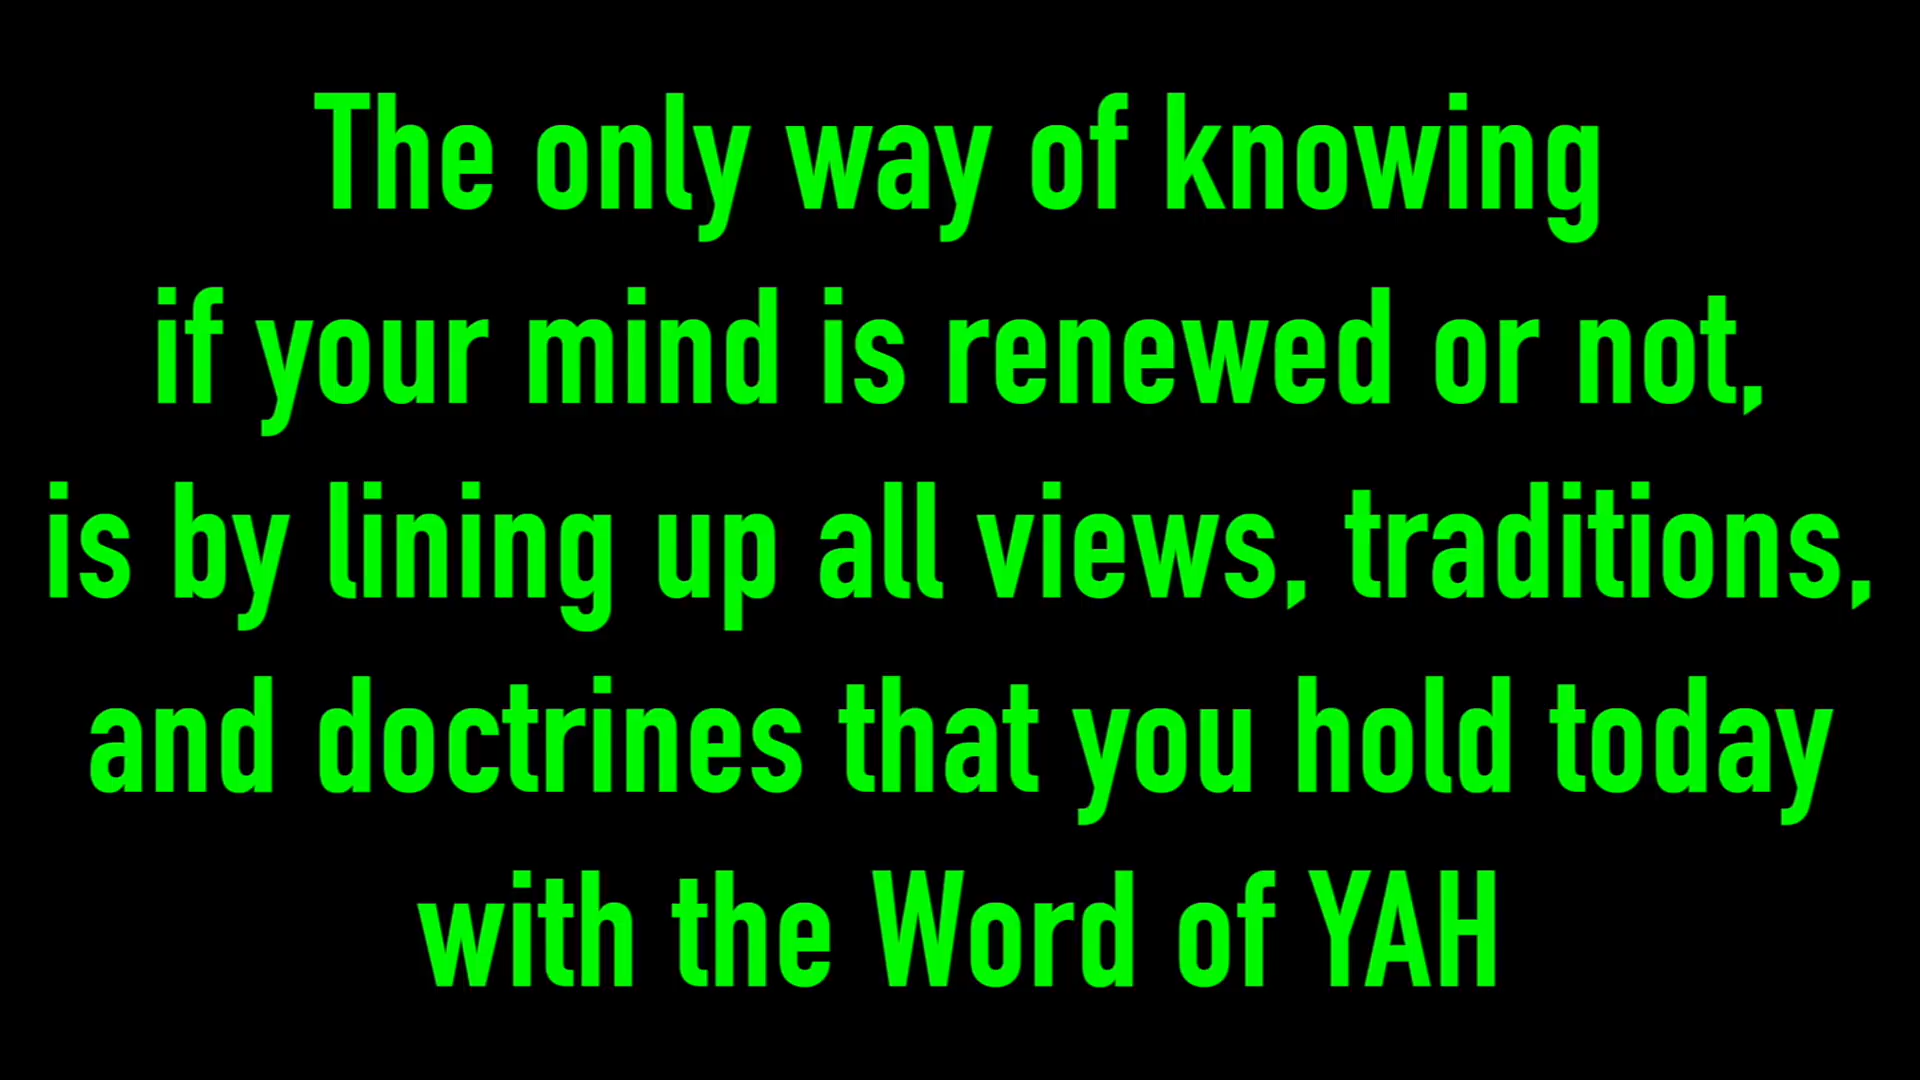 The only way of knowing
if your mind is renewed or not,
is by lining up all views, traditions,
and doctrines that you hold today
with the Word of YAH